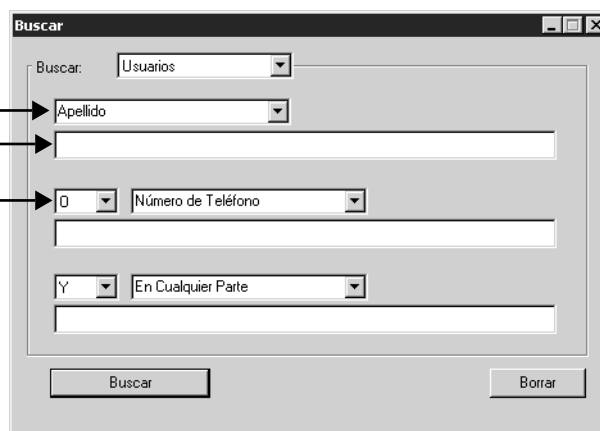 Buscar
Buscar: Usuarios
Apellido
O Número de Teléfono
Y En Cualquier Parte
Buscar Borrar